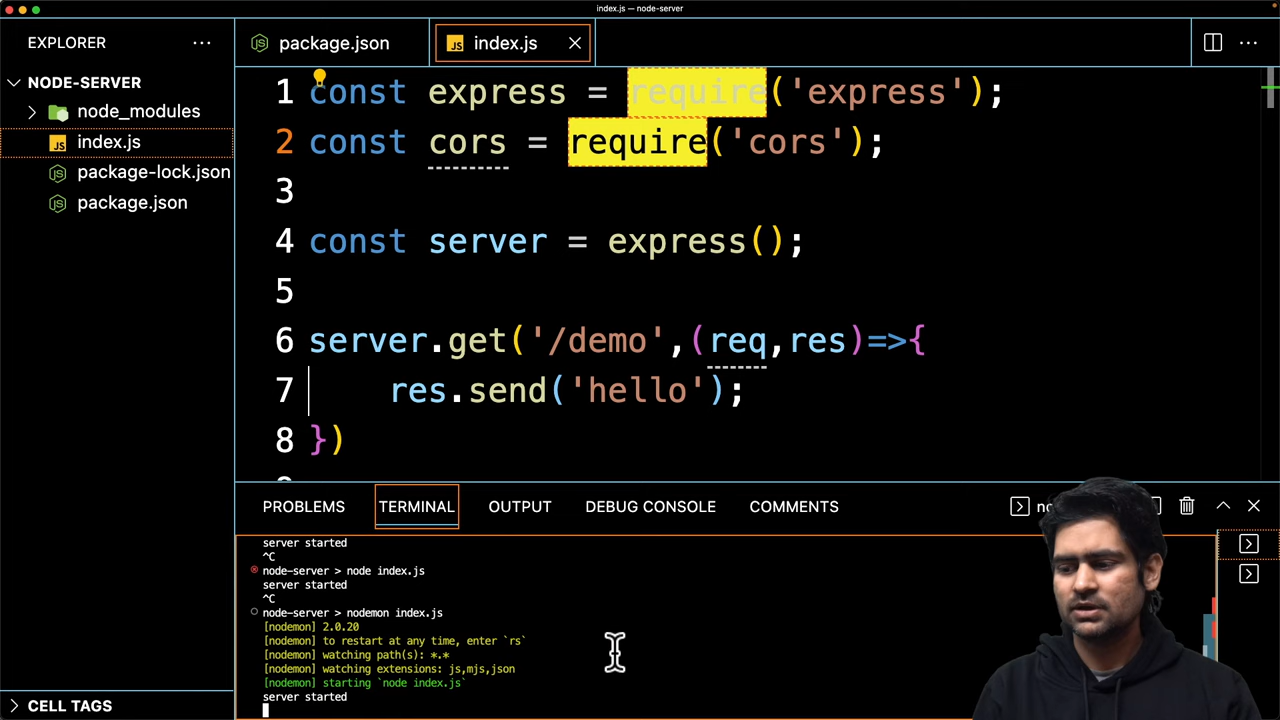 index.js — node-server
EXPLORER
package.json
index.js
NODE-SERVER
node_modules
index.js
package-lock.json
package.json
CELL TAGS
1 const express = require('express');
2 const cors = require('cors');
3
4 const server = express();
5
6 server.get('/demo',(req,res)=>{
7 res.send('hello');
8 })
PROBLEMS TERMINAL OUTPUT DEBUG CONSOLE COMMENTS
server started
^C
node-server > node index.js
server started
^C
node-server > nodemon index.js
[nodemon] 2.0.20
[nodemon] to restart at any time, enter `rs`
[nodemon] watching path(s): *.*
[nodemon] watching extensions: js,mjs,json
[nodemon] starting `node index.js`
server started